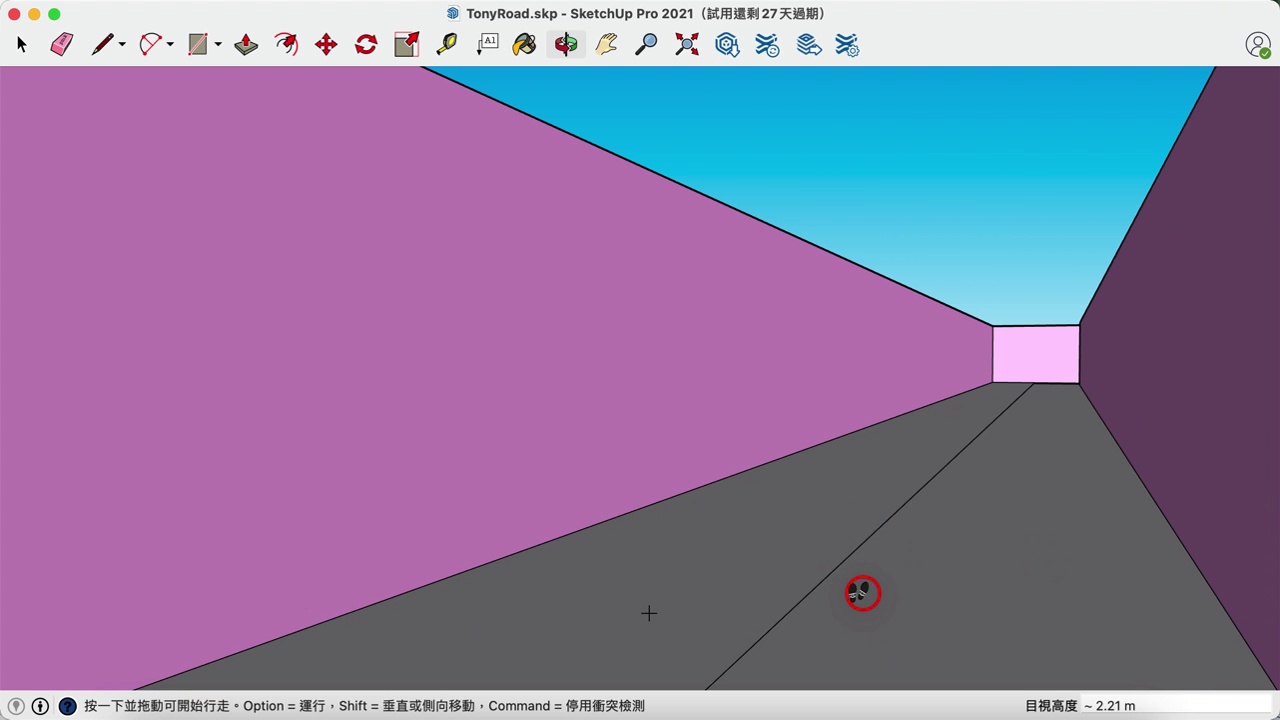 TonyRoad.skp - SketchUp Pro 2021（試用還剩 27 天過期）
A1
按一下並拖動可開始行走。Option = 運行，Shift = 垂直或側向移動，Command = 停用衝突檢測
目視高度 ~ 2.21 m